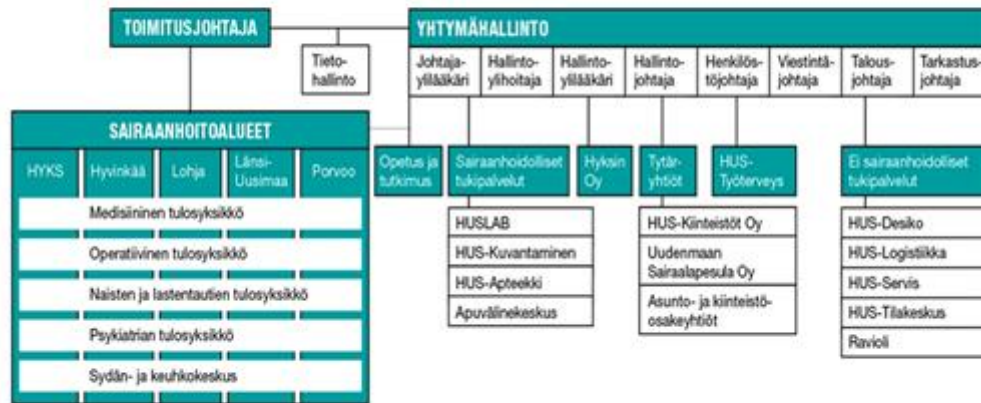 TOIMITUSJOHTAJA
YHTYMÄHALLINTO
Tieto-
hallinto
Johtaja-
ylilääkäri
Hallinto-
ylihoitaja
Hallinto-
ylilääkäri
Hallinto-
johtaja
Henkilös-
töjohtaja
Viestintä-
johtaja
Talous-
johtaja
Tarkastus-
johtaja
SAIRAANHOITOALUEET
HYKS
Hyvinkää
Lohja
Länsi-
Uusimaa
Porvoo
Medisiininen tulosyksikkö
Operatiivinen tulosyksikkö
Naisten ja lastentautien tulosyksikkö
Psykiatrian tulosyksikkö
Sydän- ja keuhkokeskus
Opetus ja
tutkimus
Sairaanhoidolliset
tukipalvelut
HUSLAB
HUS-Kuvantaminen
HUS-Apteekki
Apuvälinekeskus
Hyksin
Oy
Tytär-
yhtiöt
HUS-Kiinteistöt Oy
Uudenmaan
Sairaalapesula Oy
Asunto- ja kiinteistö-
osakeyhtiöt
HUS-
Työterveys
Ei sairaanhoidolliset
tukipalvelut
HUS-Desiko
HUS-Logistiikka
HUS-Servis
HUS-Tilakeskus
Ravioli